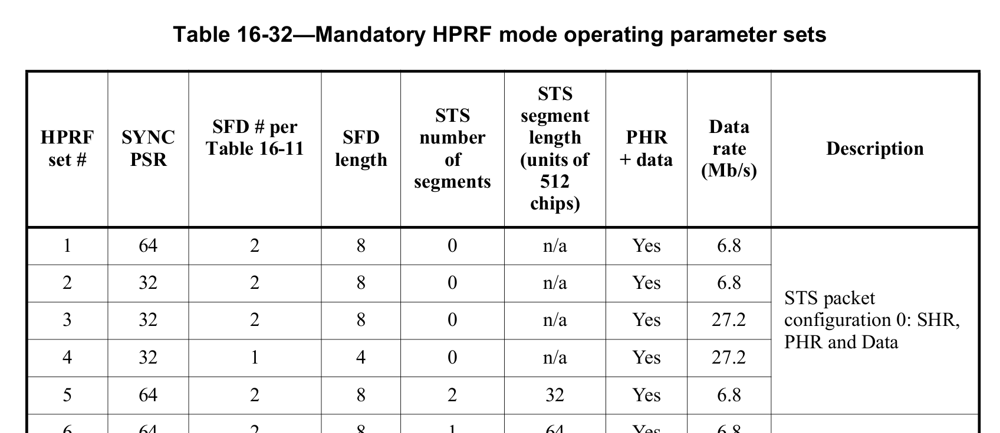 Table 16-32—Mandatory HPRF mode operating parameter sets
HPRF set # | SYNC PSR | SFD # per Table 16-11 | SFD length | STS number of segments | STS segment length (units of 512 chips) | PHR + data | Data rate (Mb/s) | Description
1 64 2 8 0 n/a Yes 6.8
2 32 2 8 0 n/a Yes 6.8
3 32 2 8 0 n/a Yes 27.2
4 32 1 4 0 n/a Yes 27.2
5 64 2 8 2 32 Yes 6.8
STS packet
configuration 0: SHR,
PHR and Data
6 64 2 8 1 64 Yes 6.8